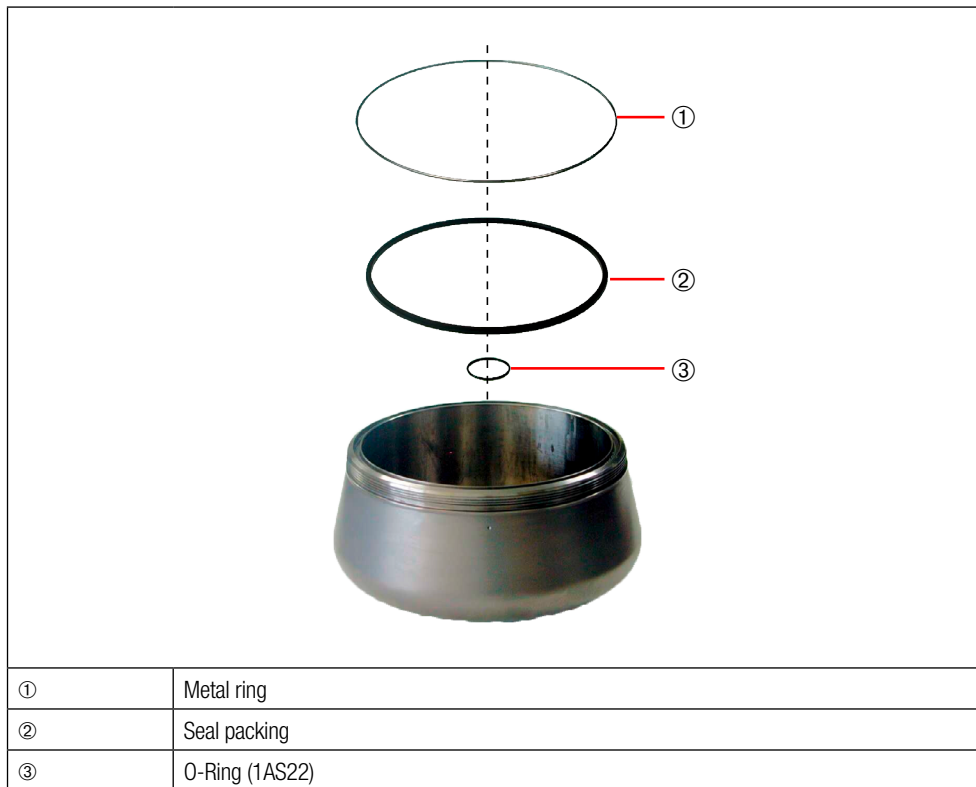 ①
②
③
① Metal ring
② Seal packing
③ O-Ring (1AS22)